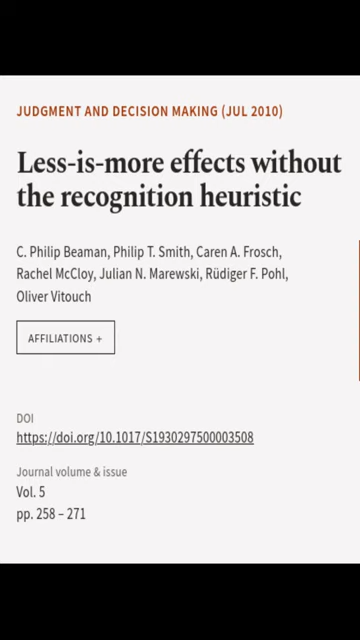 JUDGMENT AND DECISION MAKING (JUL 2010)
Less-is-more effects without
the recognition heuristic
C. Philip Beaman, Philip T. Smith, Caren A. Frosch,
Rachel McCloy, Julian N. Marewski, Rüdiger F. Pohl,
Oliver Vitouch
AFFILIATIONS +
DOI
https://doi.org/10.1017/S1930297500003508
Journal volume & issue
Vol. 5
pp. 258 – 271